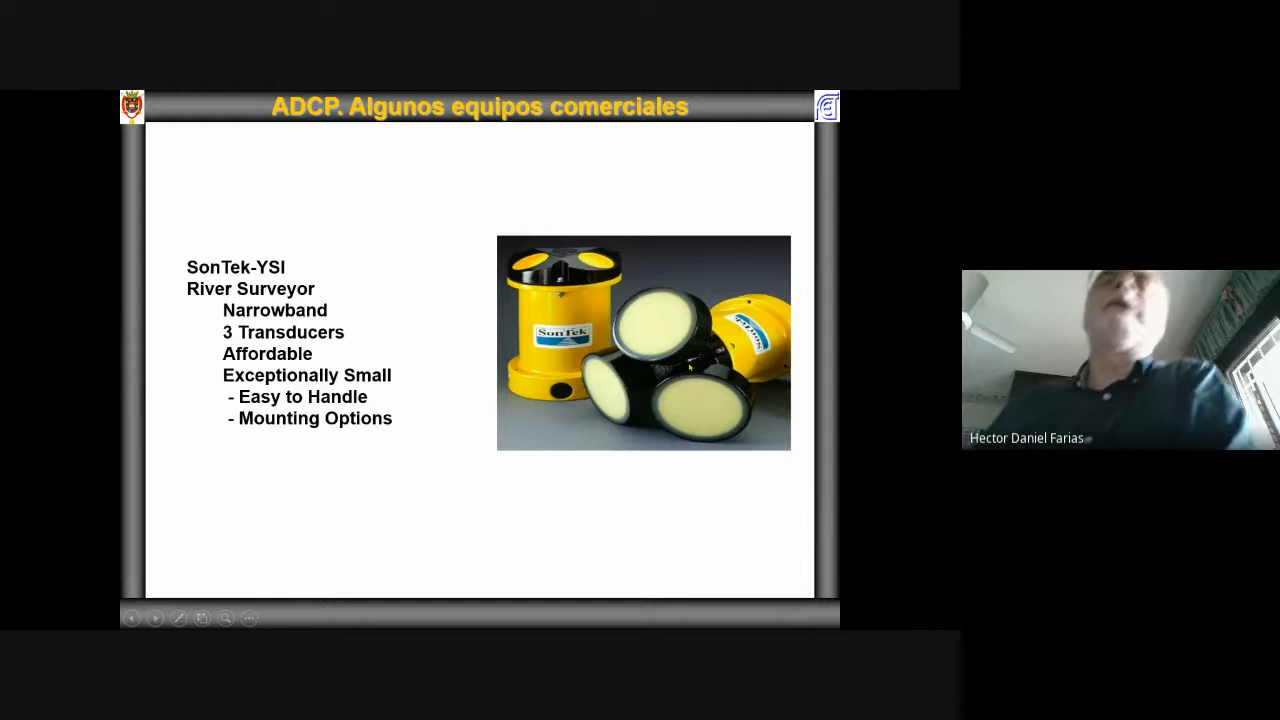 ADCP. Algunos equipos comerciales
SonTek-YSI
River Surveyor
Narrowband
3 Transducers
Affordable
Exceptionally Small
- Easy to Handle
- Mounting Options
SonTek
SonTek
Hector Daniel Farias